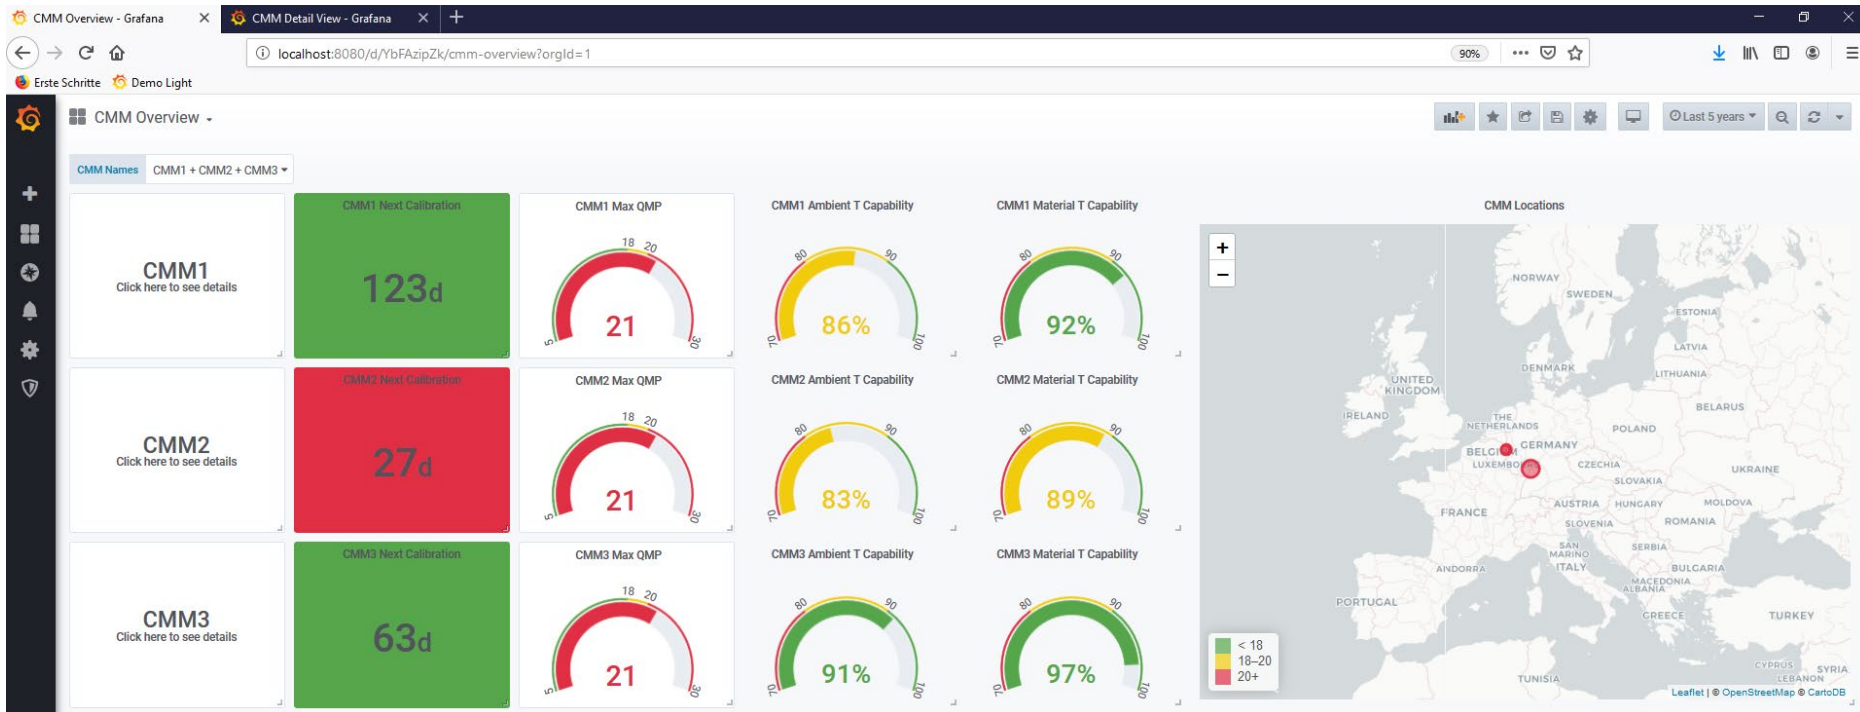 CMM Overview - Grafana
CMM Detail View - Grafana
localhost:8080/d/YbFAzipZk/cmm-overview?orgId=1
90%
Erste Schritte
Demo Light
CMM Overview
Last 5 years
CMM Names
CMM1 + CMM2 + CMM3
CMM1
Click here to see details
CMM1 Next Calibration
123d
CMM1 Max QMP
5
18
20
30
21
CMM1 Ambient T Capability
70
80
90
100
86%
CMM1 Material T Capability
70
80
90
100
92%
CMM2
Click here to see details
CMM2 Next Calibration
27d
CMM2 Max QMP
5
18
20
30
21
CMM2 Ambient T Capability
70
80
90
100
83%
CMM2 Material T Capability
70
80
90
100
89%
CMM3
Click here to see details
CMM3 Next Calibration
63d
CMM3 Max QMP
5
18
20
30
21
CMM3 Ambient T Capability
70
80
90
100
91%
CMM3 Material T Capability
70
80
90
100
97%
CMM Locations
+
−
NORWAY
SWEDEN
ESTONIA
LATVIA
DENMARK
LITHUANIA
UNITED
KINGDOM
IRELAND
BELARUS
THE
NETHERLANDS
POLAND
GERMANY
BELGIUM
LUXEMBOURG
CZECHIA
UKRAINE
SLOVAKIA
FRANCE
AUSTRIA
HUNGARY
MOLDOVA
SLOVENIA
ROMANIA
SAN
MARINO
SERBIA
ITALY
ANDORRA
BULGARIA
MACEDONIA
ALBANIA
PORTUGAL
GREECE
TURKEY
CYPRUS
SYRIA
LEBANON
TUNISIA
< 18
18–20
20+
Leaflet | © OpenStreetMap © CartoDB